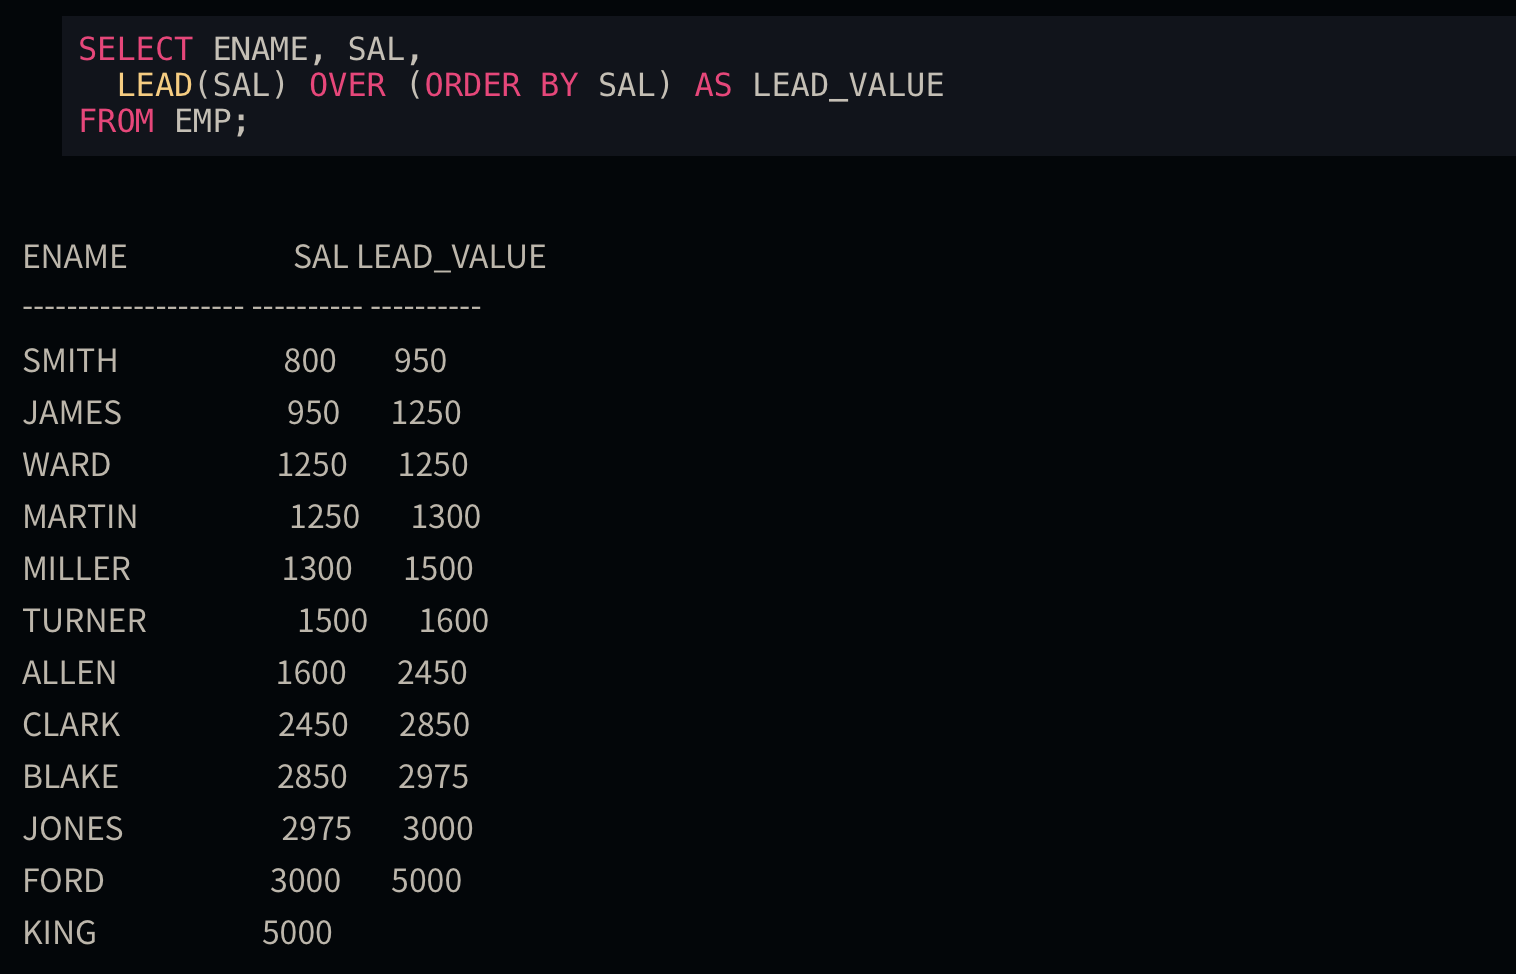 SELECT ENAME, SAL,
  LEAD(SAL) OVER (ORDER BY SAL) AS LEAD_VALUE
FROM EMP;
ENAME SAL LEAD_VALUE
-------------------- ---------- ----------
SMITH 800 950
JAMES 950 1250
WARD 1250 1250
MARTIN 1250 1300
MILLER 1300 1500
TURNER 1500 1600
ALLEN 1600 2450
CLARK 2450 2850
BLAKE 2850 2975
JONES 2975 3000
FORD 3000 5000
KING 5000